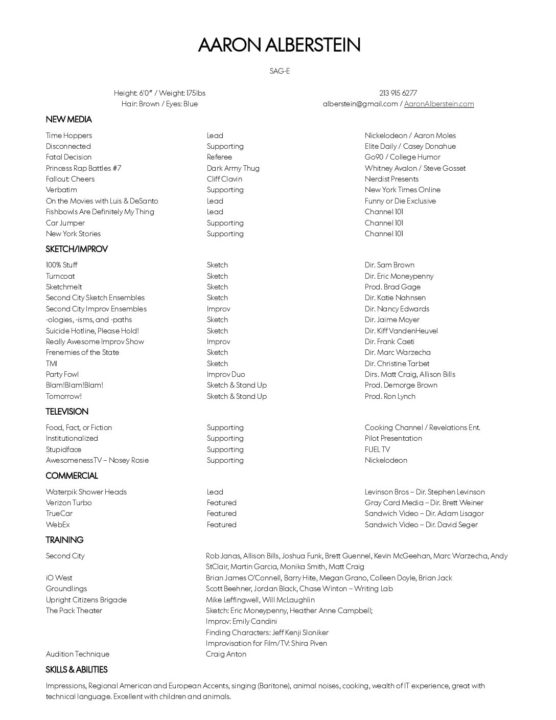 AARON ALBERSTEIN
SAG-E
Height: 6'0" / Weight: 175lbs 213 915 6277
Hair: Brown / Eyes: Blue alberstein@gmail.com / AaronAlberstein.com
NEW MEDIA
Time Hoppers Lead Nickelodeon / Aaron Moles
Disconnected Supporting Elite Daily / Casey Donahue
Fatal Decision Referee Go90 / College Humor
Princess Rap Battles #7 Dark Army Thug Whitney Avalon / Steve Gosset
Fallout: Cheers Cliff Clavin Nerdist Presents
Verbatim Supporting New York Times Online
On the Movies with Luis & DeSanto Lead Funny or Die Exclusive
Fishbowls Are Definitely My Thing Lead Channel 101
Car Jumper Supporting Channel 101
New York Stories Supporting Channel 101
SKETCH/IMPROV
100% Stuff Sketch Dir. Sam Brown
Turncoat Sketch Dir. Eric Moneypenny
Sketchmelt Sketch Prod. Brad Gage
Second City Sketch Ensembles Sketch Dir. Katie Nahnsen
Second City Improv Ensembles Improv Dir. Nancy Edwards
-ologies, -isms, and -paths Sketch Dir. Jaime Moyer
Suicide Hotline, Please Hold! Sketch Dir. Kiff VandenHeuvel
Really Awesome Improv Show Improv Dir. Frank Caeti
Frenemies of the State Sketch Dir. Marc Warzecha
TMI Sketch Dir. Christine Tarbet
Party Fowl Improv Duo Dirs. Matt Craig, Allison Bills
Blam!Blam!Blam! Sketch & Stand Up Prod. Demorge Brown
Tomorrow! Sketch & Stand Up Prod. Ron Lynch
TELEVISION
Food, Fact, or Fiction Supporting Cooking Channel / Revelations Ent.
Institutionalized Supporting Pilot Presentation
Stupidface Supporting FUEL TV
AwesomenessTV – Nosey Rosie Supporting Nickelodeon
COMMERCIAL
Waterpik Shower Heads Lead Levinson Bros – Dir. Stephen Levinson
Verizon Turbo Featured Gray Card Media – Dir. Brett Weiner
TrueCar Featured Sandwich Video – Dir. Adam Lisagor
WebEx Featured Sandwich Video – Dir. David Seger
TRAINING
Second City Rob Janas, Allison Bills, Joshua Funk, Brett Guennel, Kevin McGeehan, Marc Warzecha, Andy
StClair, Martin Garcia, Monika Smith, Matt Craig
iO West Brian James O'Connell, Barry Hite, Megan Grano, Colleen Doyle, Brian Jack
Groundlings Scott Beehner, Jordan Black, Chase Winton – Writing Lab
Upright Citizens Brigade Mike Leffingwell, Will McLaughlin
The Pack Theater Sketch: Eric Moneypenny, Heather Anne Campbell;
Improv: Emily Candini
Finding Characters: Jeff Kenji Sloniker
Improvisation for Film/TV: Shira Piven
Audition Technique Craig Anton
SKILLS & ABILITIES
Impressions, Regional American and European Accents, singing (Baritone), animal noises, cooking, wealth of IT experience, great with
technical language. Excellent with children and animals.